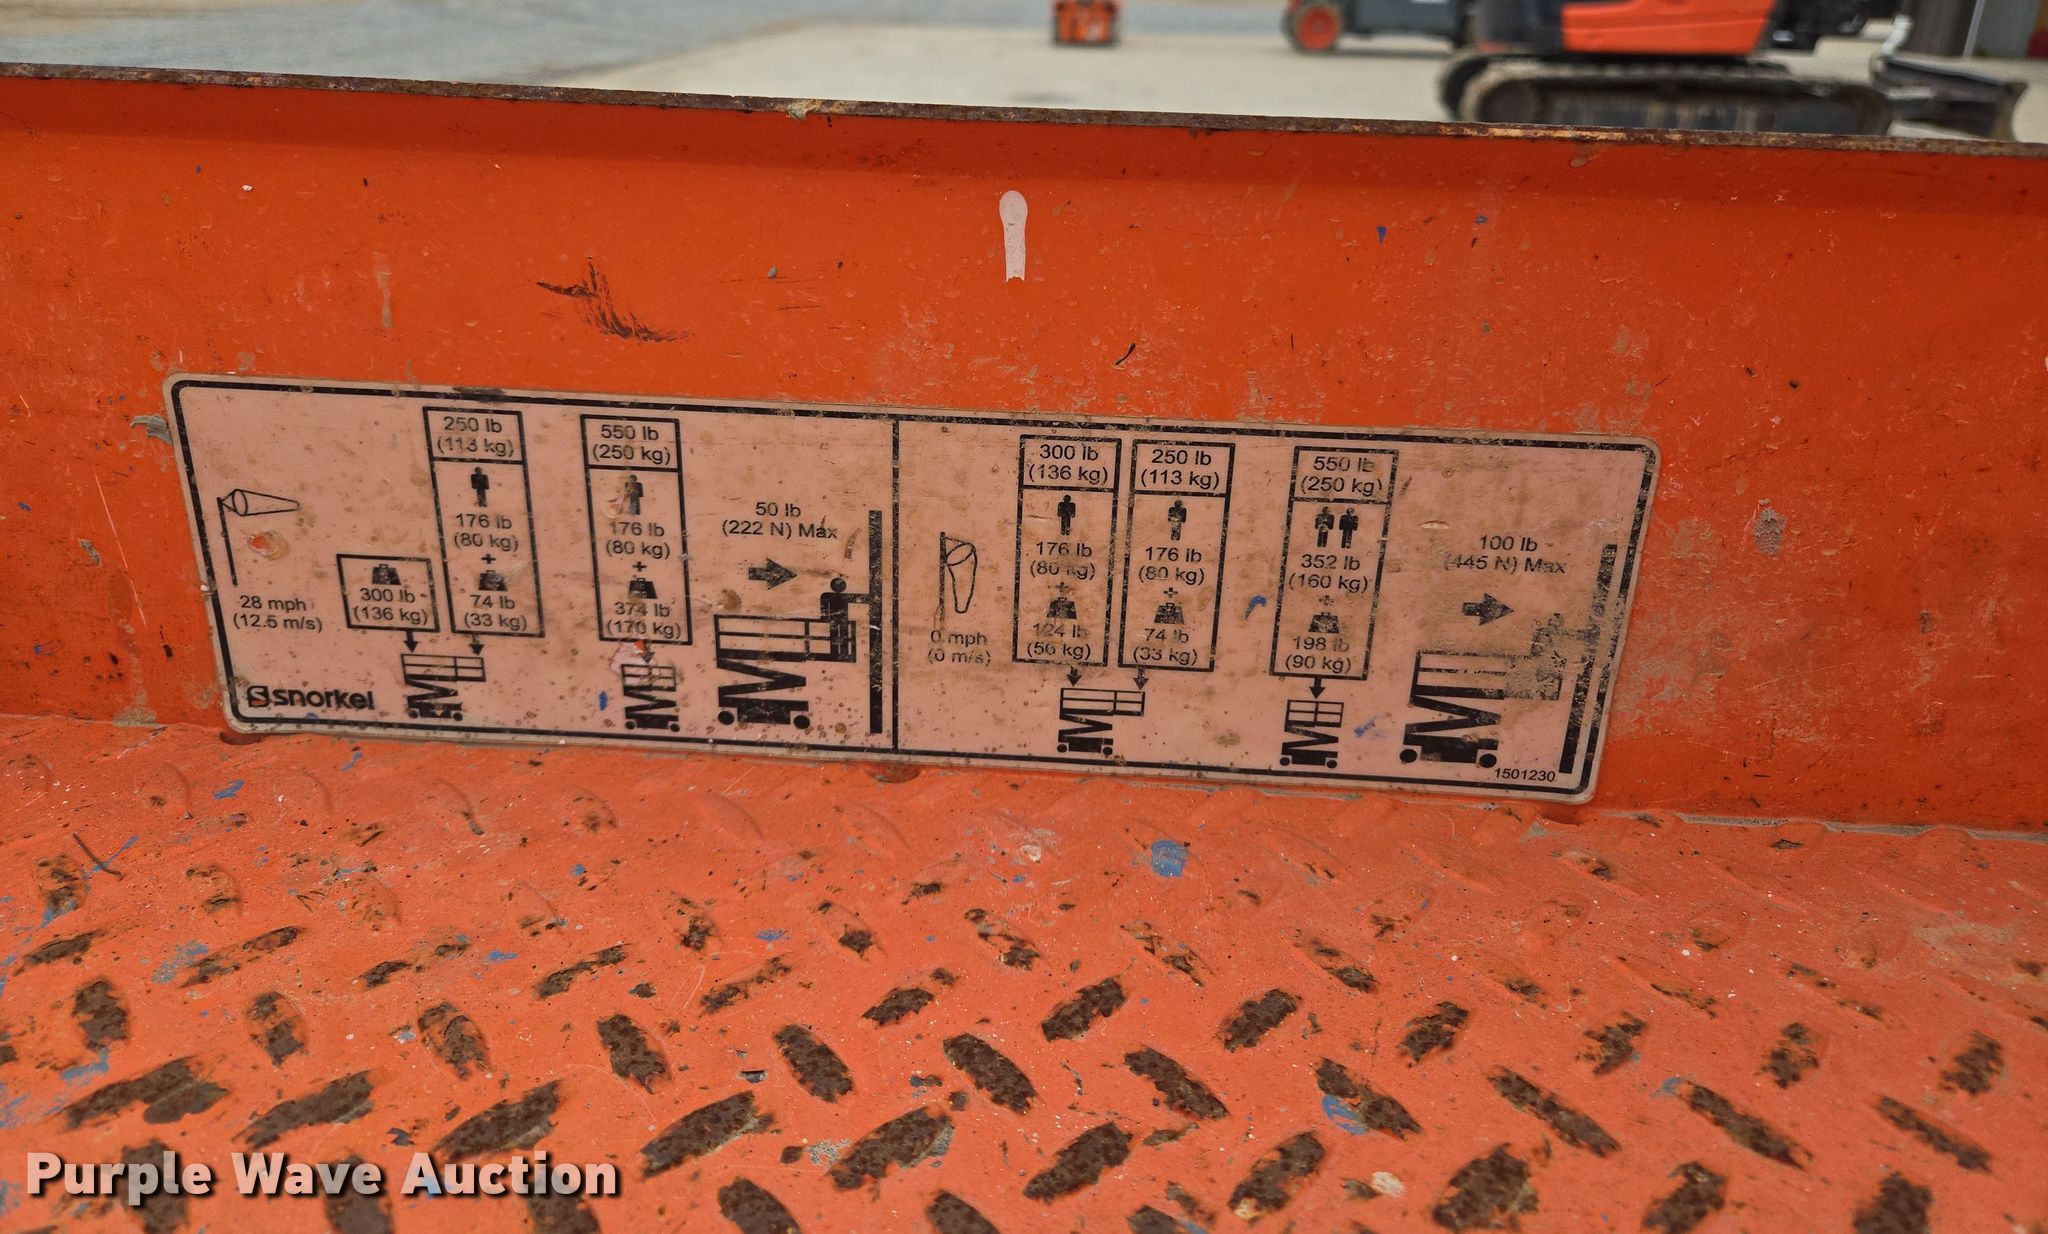 28 mph
(12.5 m/s)
snorkel
300 lb
(136 kg)
250 lb
(113 kg)
176 lb
(80 kg)
+
74 lb
(33 kg)
550 lb
(250 kg)
176 lb
(80 kg)
+
374 lb
(170 kg)
50 lb
(222 N) Max
0 mph
(0 m/s)
300 lb
(136 kg)
176 lb
(80 kg)
+
124 lb
(56 kg)
250 lb
(113 kg)
176 lb
(80 kg)
+
74 lb
(33 kg)
550 lb
(250 kg)
352 lb
(160 kg)
+
198 lb
(90 kg)
100 lb
(445 N) Max
1501230
Purple Wave Auction